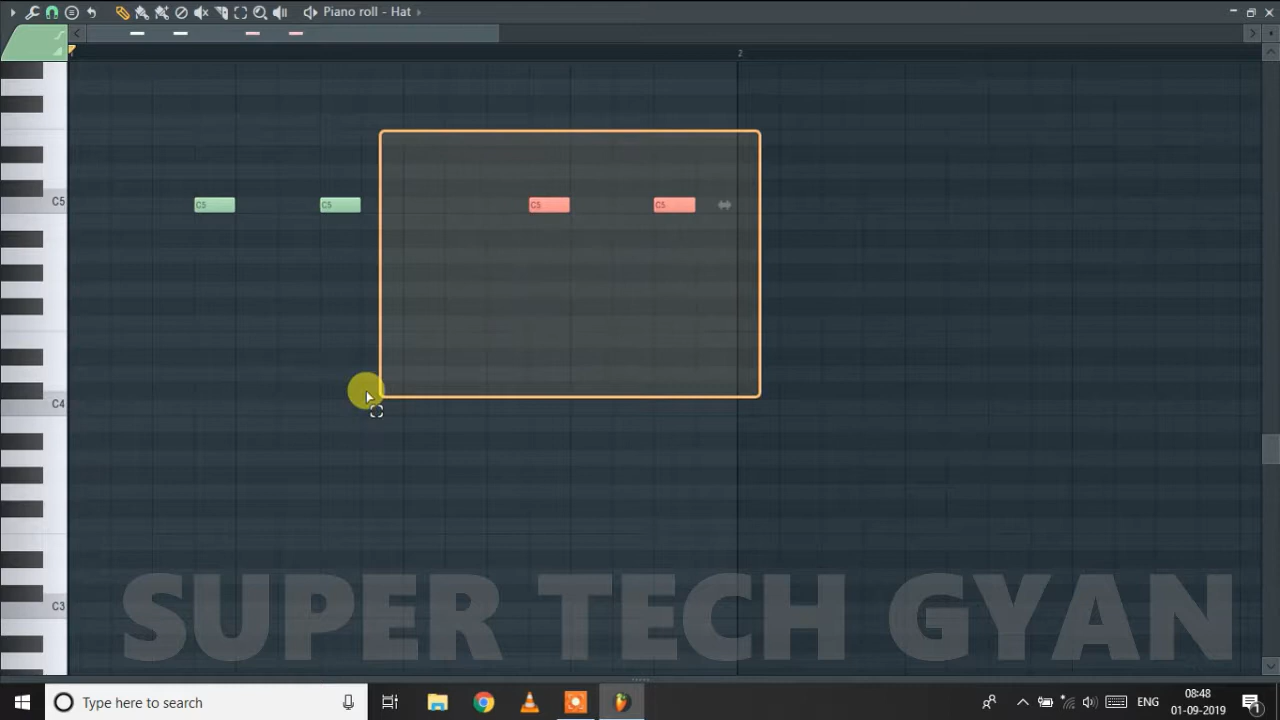 Piano roll - Hat
2
C5
C5
C5
C5
C5
C4
C3
SUPER TECH GYAN
Type here to search
ENG
08:48
01-09-2019
1